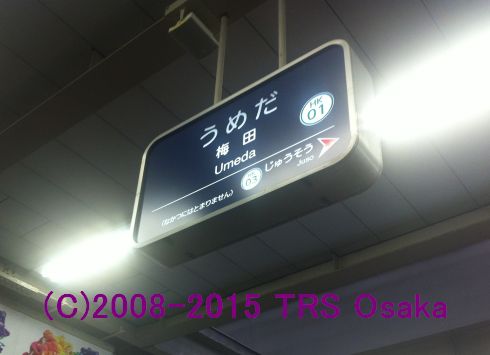 うめだ
HK
01
梅田
Umeda
じゅうそう
Juso
HK
03
(なかつにはとまりません)
(C)2008-2015 TRS Osaka